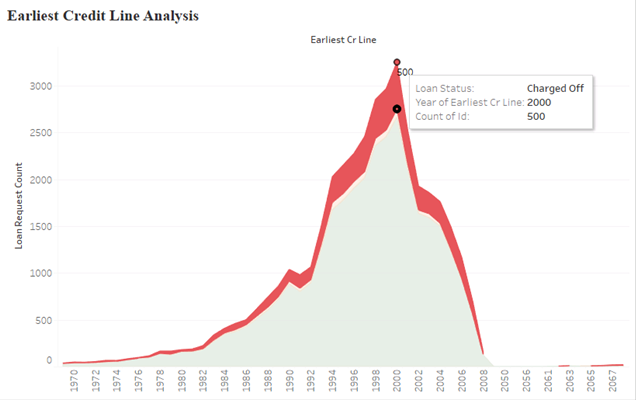 Earliest Credit Line Analysis
Earliest Cr Line
500
Loan Status: Charged Off
Year of Earliest Cr Line: 2000
Count of Id: 500
Loan Request Count
3000
2500
2000
1500
1000
500
0
1970 1972 1974 1976 1978 1980 1982 1984 1986 1988 1990 1992 1994 1996 1998 2000 2002 2004 2006 2008 2050 2056 2061 2063 2065 2067